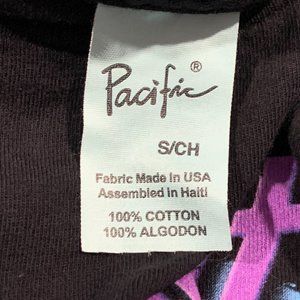 Pacific®
S/CH
Fabric Made in USA
Assembled in Haiti
100% COTTON
100% ALGODON